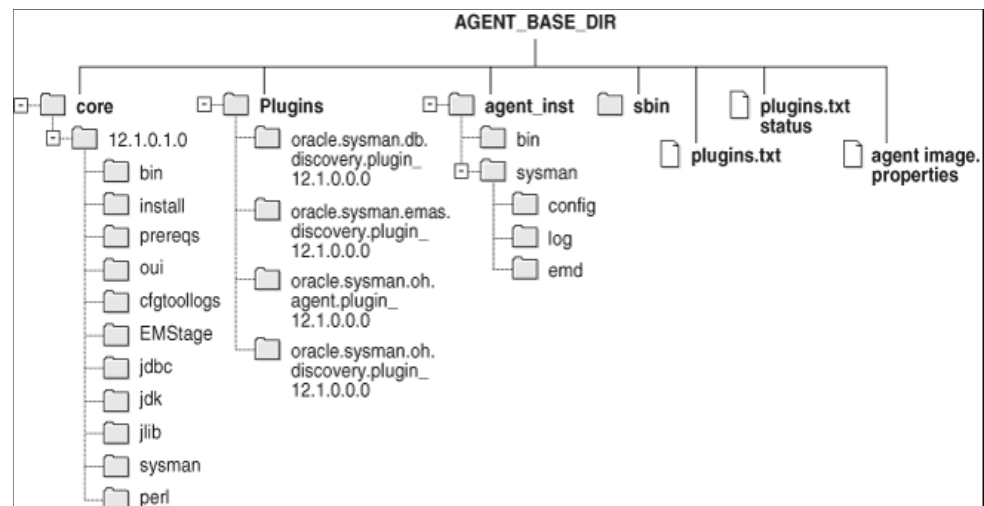 AGENT_BASE_DIR
core
12.1.0.1.0
bin
install
prereqs
oui
cfgtoollogs
EMStage
jdbc
jdk
jlib
sysman
perl
Plugins
oracle.sysman.db.
discovery.plugin_
12.1.0.0.0
oracle.sysman.emas.
discovery.plugin_
12.1.0.0.0
oracle.sysman.oh.
agent.plugin_
12.1.0.0.0
oracle.sysman.oh.
discovery.plugin_
12.1.0.0.0
agent_inst
bin
sysman
config
log
emd
sbin
plugins.txt
plugins.txt
status
agent image.
properties